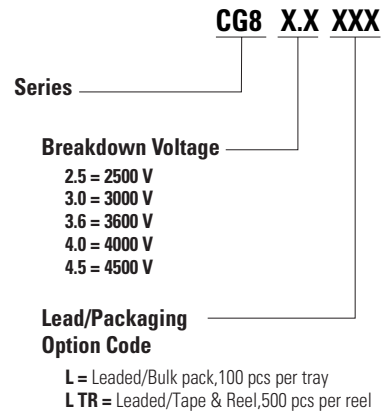 CG8 X.X XXX
Series
Breakdown Voltage
2.5 = 2500 V
3.0 = 3000 V
3.6 = 3600 V
4.0 = 4000 V
4.5 = 4500 V
Lead/Packaging
Option Code
L = Leaded/Bulk pack,100 pcs per tray
L TR = Leaded/Tape & Reel,500 pcs per reel